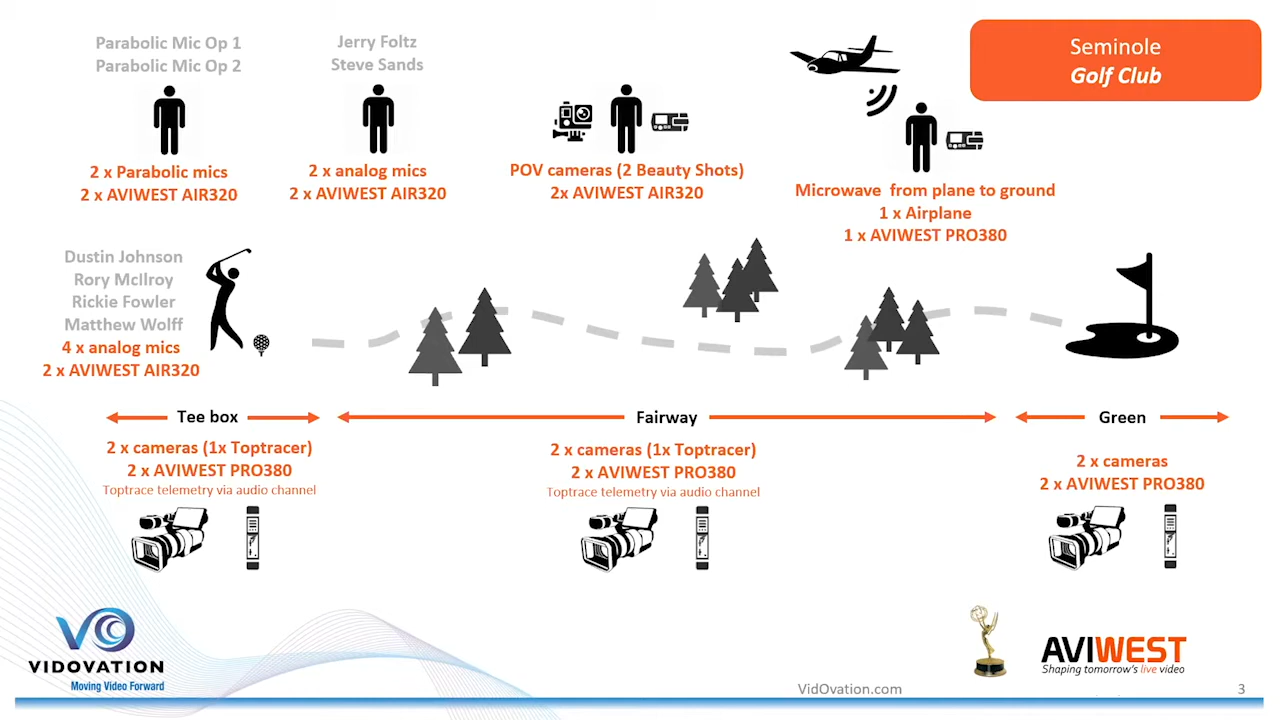 Seminole
Golf Club
Parabolic Mic Op 1
Parabolic Mic Op 2
2 x Parabolic mics
2 x AVIWEST AIR320
Jerry Foltz
Steve Sands
2 x analog mics
2 x AVIWEST AIR320
POV cameras (2 Beauty Shots)
2x AVIWEST AIR320
Microwave from plane to ground
1 x Airplane
1 x AVIWEST PRO380
Dustin Johnson
Rory McIlroy
Rickie Fowler
Matthew Wolff
4 x analog mics
2 x AVIWEST AIR320
Tee box
2 x cameras (1x Toptracer)
2 x AVIWEST PRO380
Toptrace telemetry via audio channel
Fairway
2 x cameras (1x Toptracer)
2 x AVIWEST PRO380
Toptrace telemetry via audio channel
Green
2 x cameras
2 x AVIWEST PRO380
VIDOVATION
Moving Video Forward
AVIWEST
Shaping tomorrow's live video
VidOvation.com
3